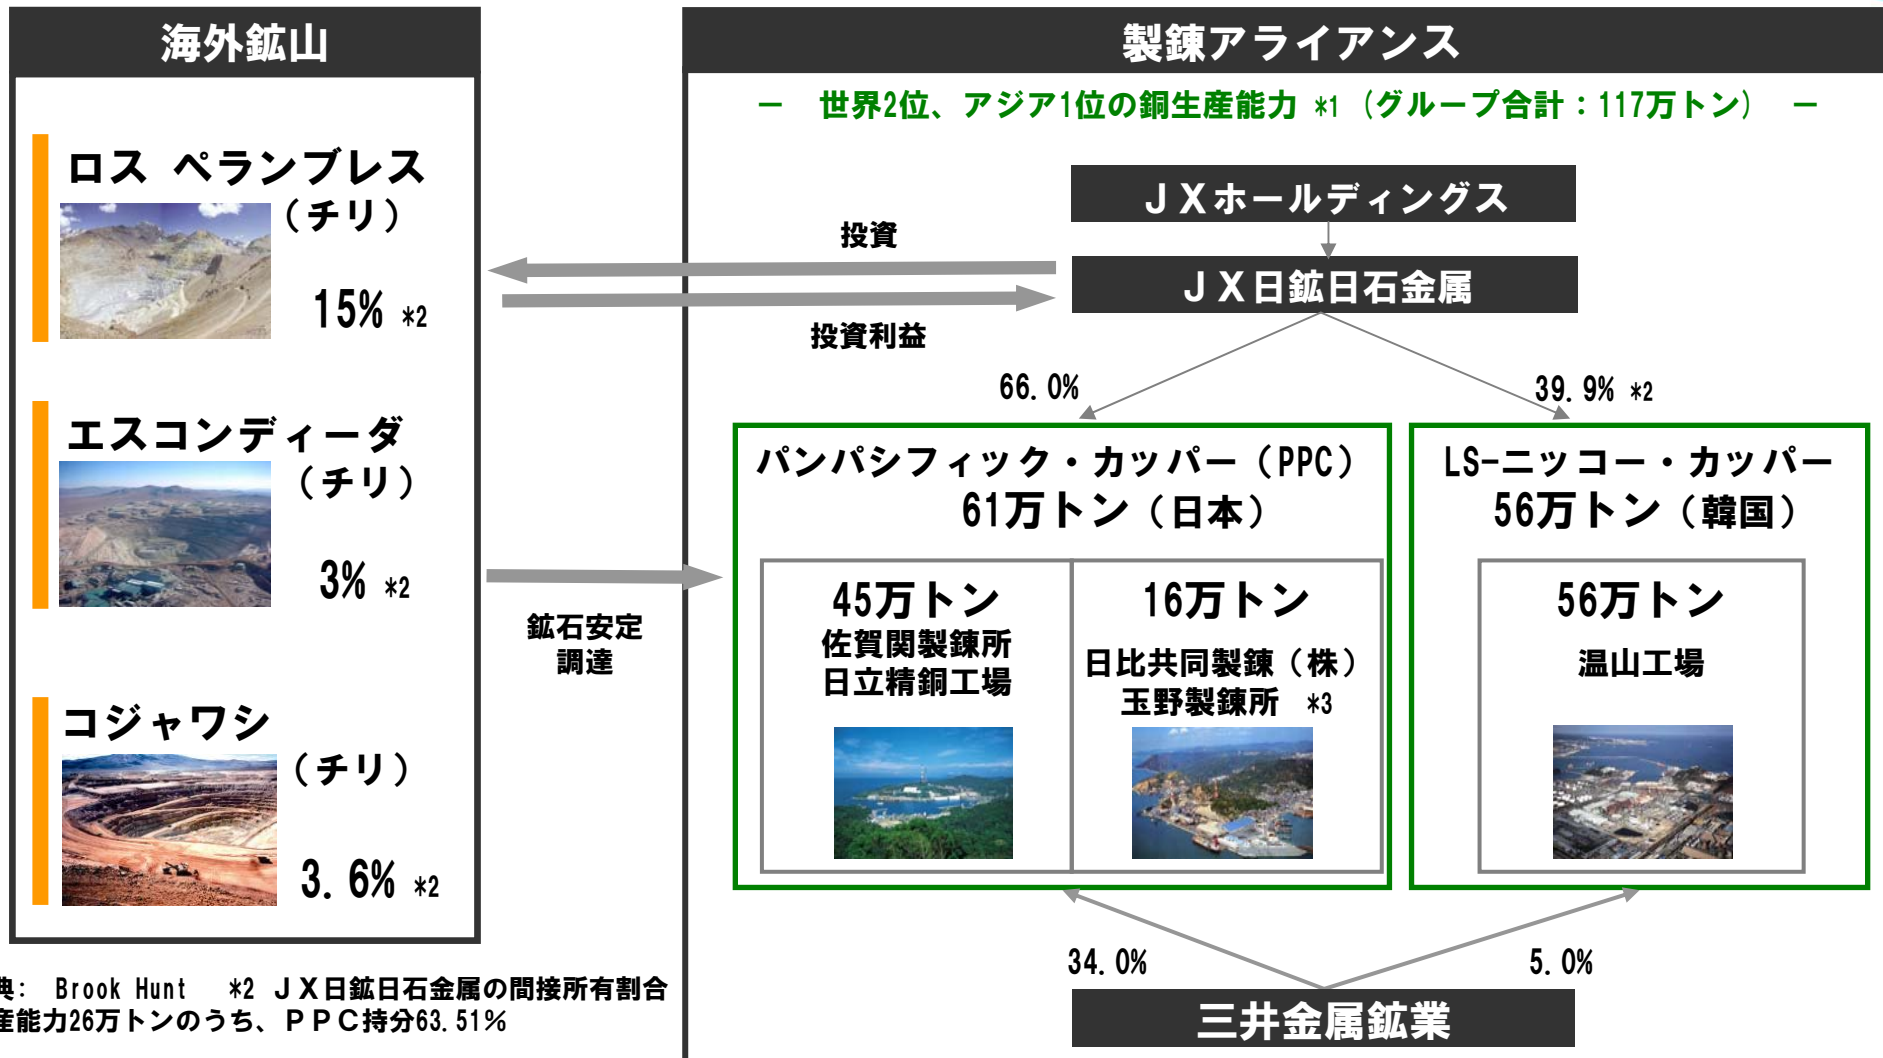 海外鉱山
ロス ペランブレス
（チリ）
15% *2
エスコンディーダ
（チリ）
3% *2
コジャワシ
（チリ）
3.6% *2
投資
投資利益
鉱石安定
調達
製錬アライアンス
－ 世界2位、アジア1位の銅生産能力 *1 (グループ合計：117万トン) －
ＪＸホールディングス
ＪＸ日鉱日石金属
66.0%
39.9% *2
パンパシフィック・カッパー（PPC）
61万トン（日本）
45万トン
佐賀関製錬所
日立精銅工場
16万トン
日比共同製錬（株）
玉野製錬所 *3
LS-ニッコー・カッパー
56万トン（韓国）
56万トン
温山工場
34.0%
5.0%
三井金属鉱業
典: Brook Hunt *2 ＪＸ日鉱日石金属の間接所有割合
産能力26万トンのうち、ＰＰＣ持分63.51％